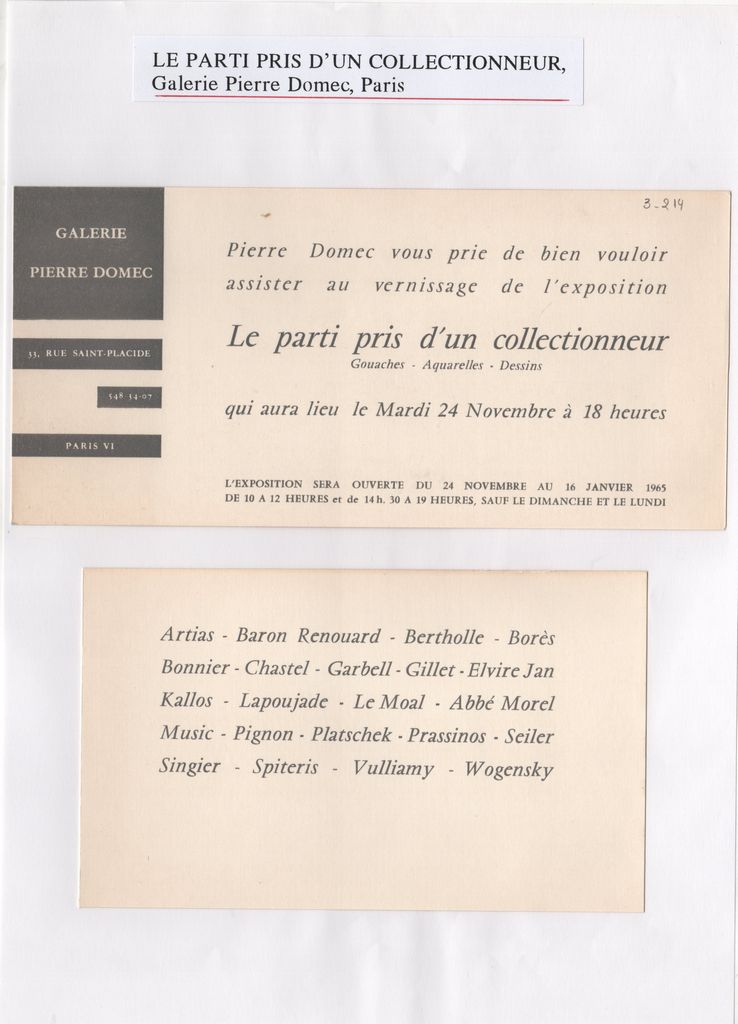 LE PARTI PRIS D'UN COLLECTIONNEUR,
Galerie Pierre Domec, Paris
3-214
GALERIE
PIERRE DOMEC
33, RUE SAINT-PLACIDE
548 34-07
PARIS VI
Pierre Domec vous prie de bien vouloir
assister au vernissage de l'exposition
Le parti pris d'un collectionneur
Gouaches - Aquarelles - Dessins
qui aura lieu le Mardi 24 Novembre à 18 heures
L'EXPOSITION SERA OUVERTE DU 24 NOVEMBRE AU 16 JANVIER 1965
DE 10 A 12 HEURES et de 14 h. 30 A 19 HEURES, SAUF LE DIMANCHE ET LE LUNDI
Artias - Baron Renouard - Bertholle - Borès
Bonnier - Chastel - Garbell - Gillet - Elvire Jan
Kallos - Lapoujade - Le Moal - Abbé Morel
Music - Pignon - Platschek - Prassinos - Seiler
Singier - Spiteris - Vulliamy - Wogensky